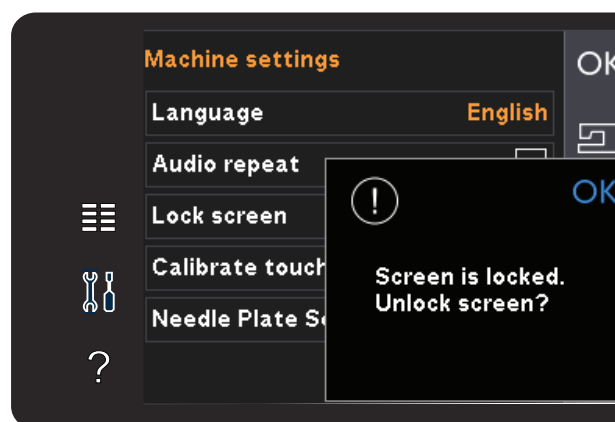 Machine settings
OK
Language English
Audio repeat
Lock screen
OK
Calibrate touch
Screen is locked.
Unlock screen?
Needle Plate S
?